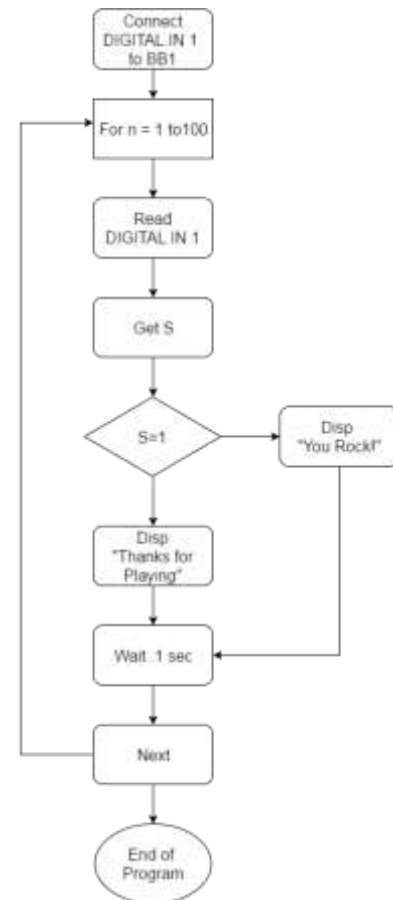 Connect
DIGITAL.IN 1
to BB1
For n = 1 to100
Read
DIGITAL.IN 1
Get S
S=1
Disp
"You Rock!"
Disp
"Thanks for
Playing"
Wait .1 sec
Next
End of
Program